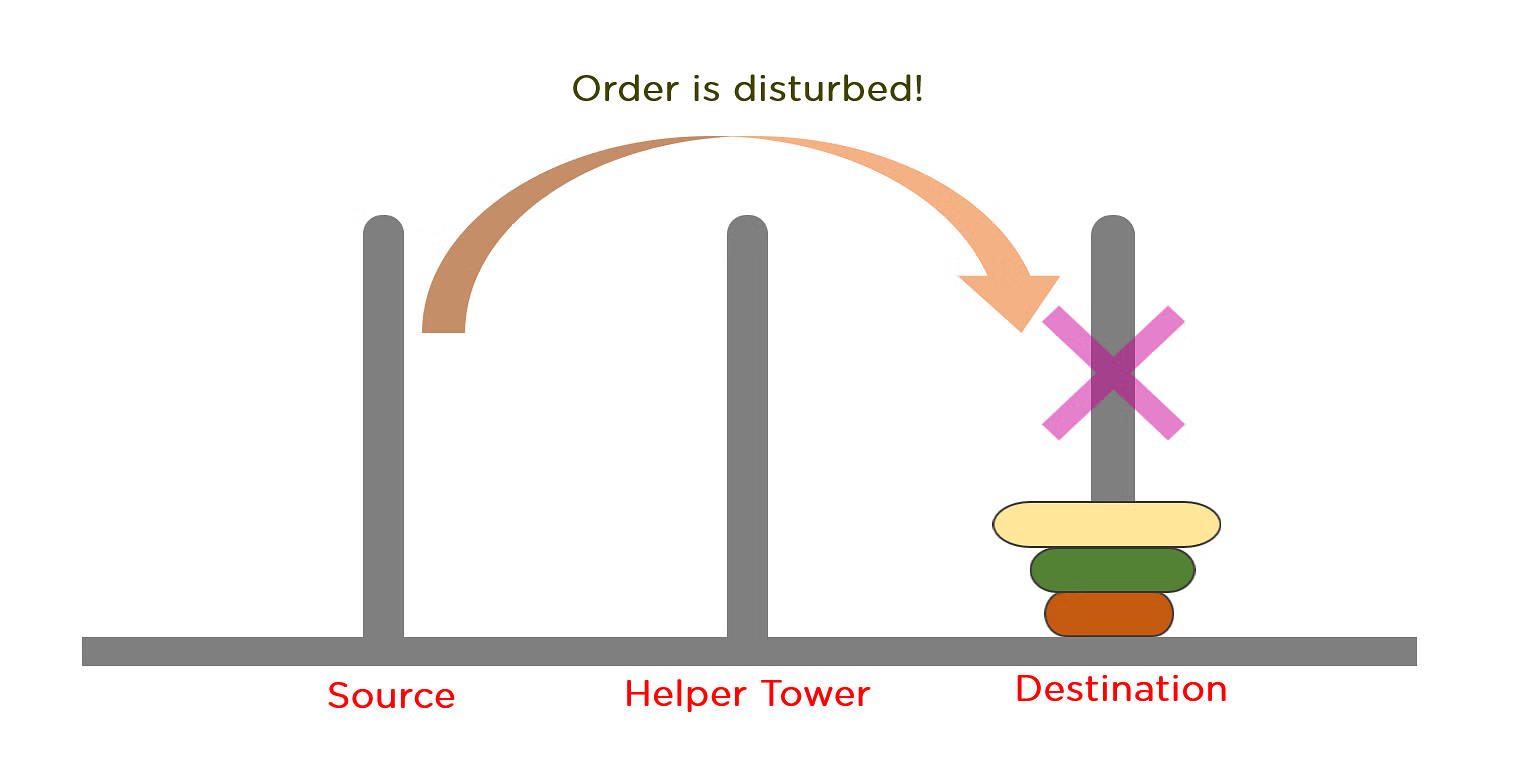 Order is disturbed!
Source
Helper Tower
Destination